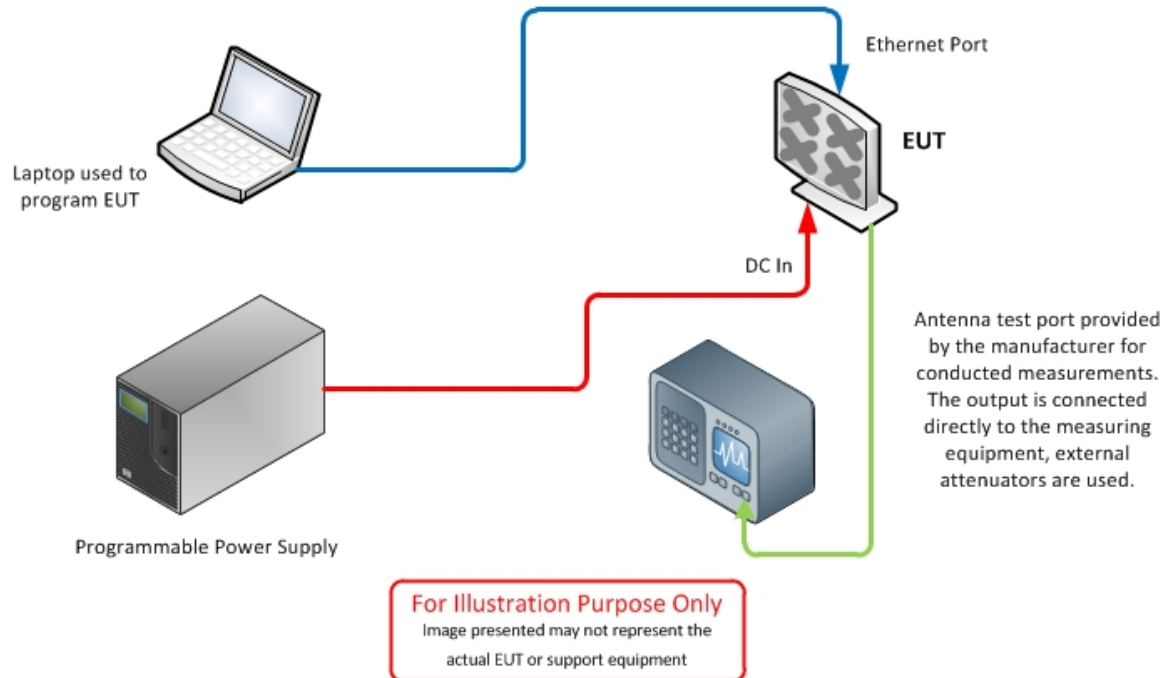 Ethernet Port
EUT
Laptop used to
program EUT
DC In
Antenna test port provided
by the manufacturer for
conducted measurements.
The output is connected
directly to the measuring
equipment, external
attenuators are used.
Programmable Power Supply
For Illustration Purpose Only
Image presented may not represent the
actual EUT or support equipment